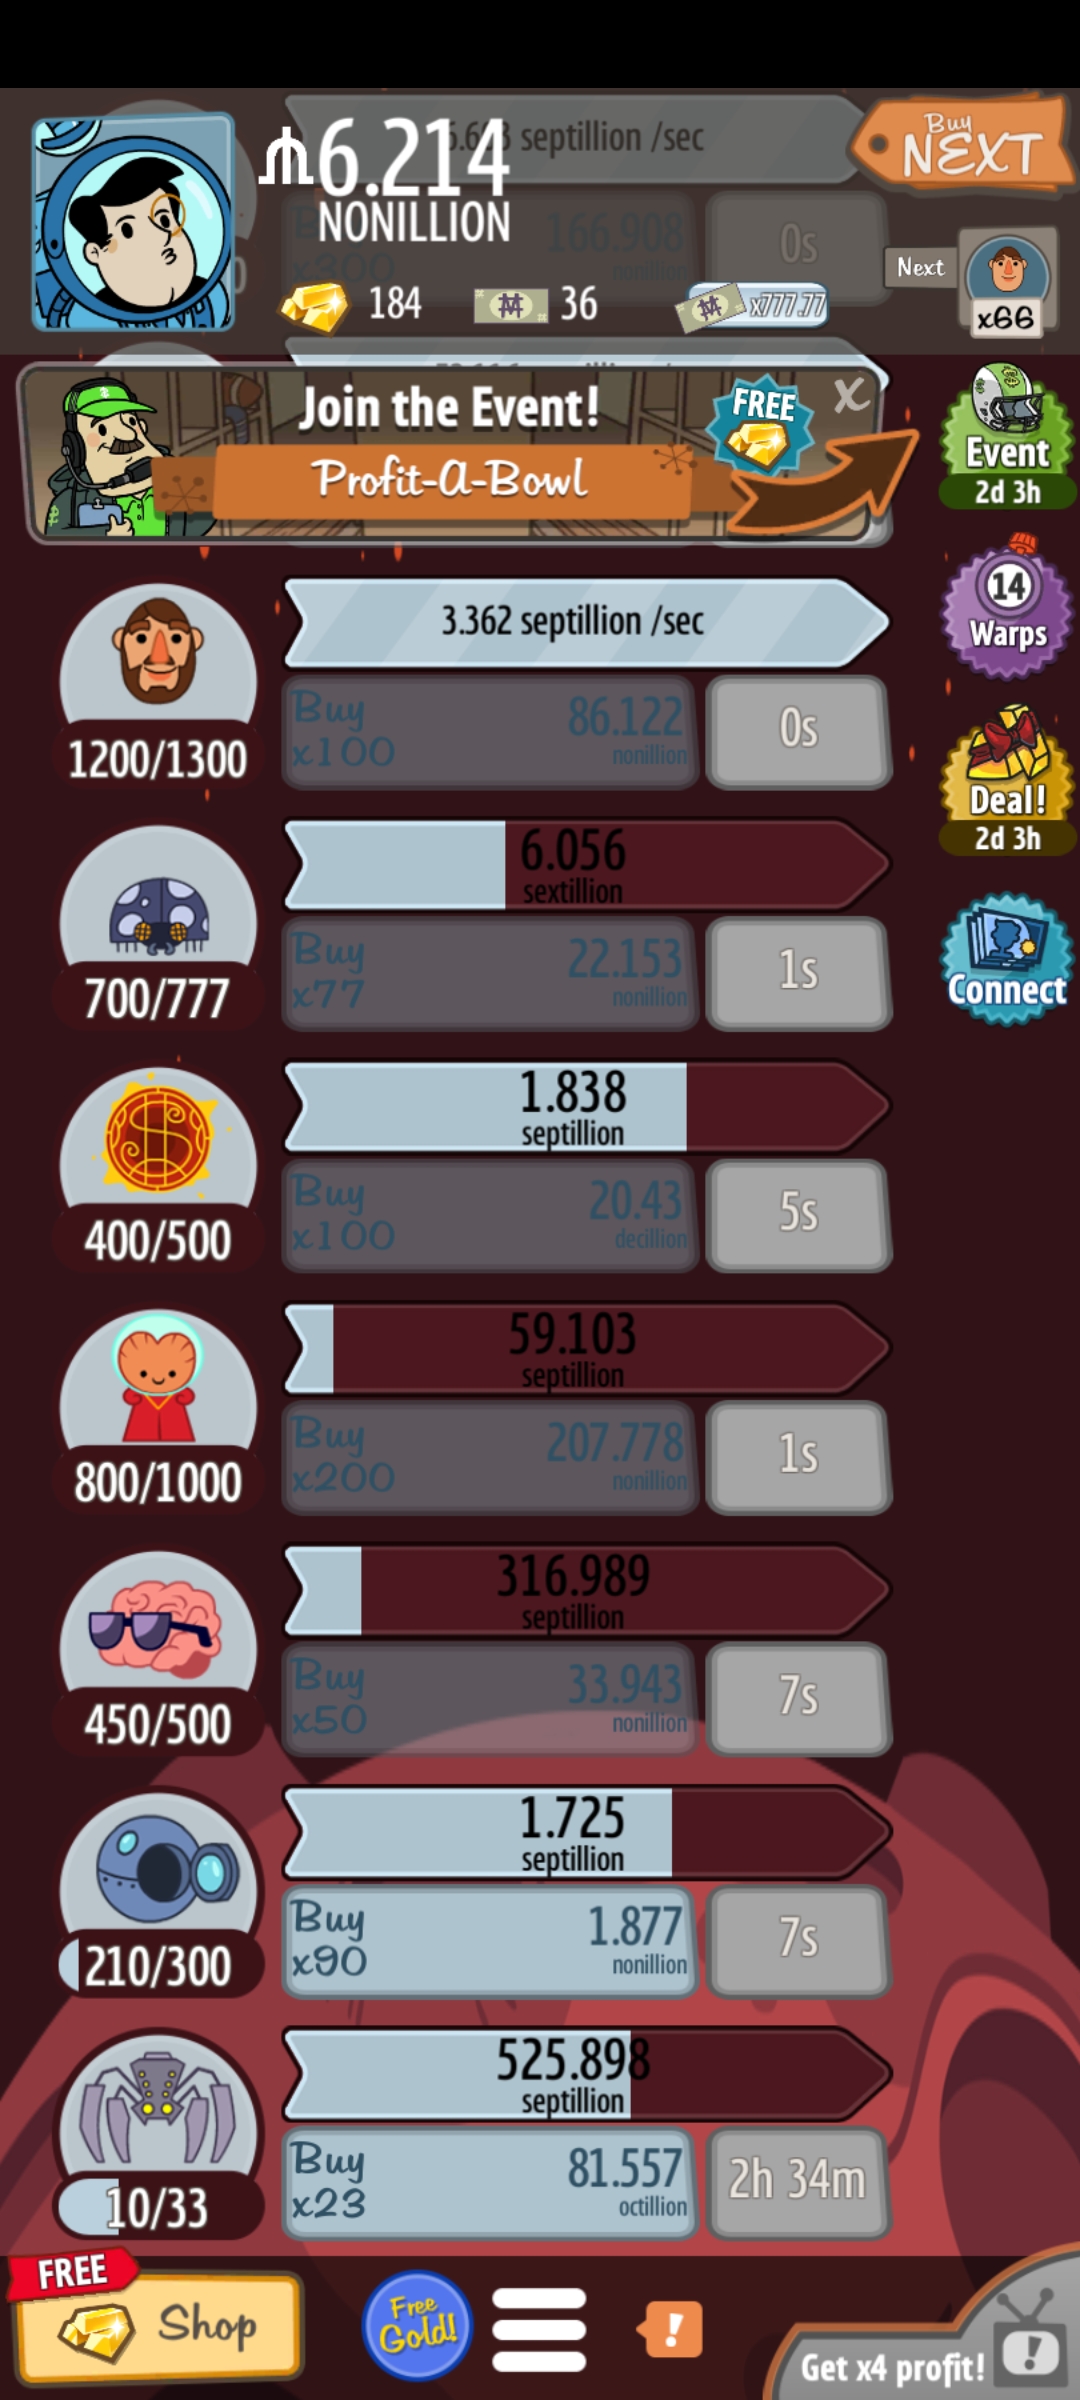 6.214
NONILLION
septillion /sec
Buy
NEXT
x300
166.908
nonillion
0s
184
36
x777.77
Next
x66
Join the Event!
Profit-A-Bowl
FREE
X
Event
2d 3h
3.362 septillion /sec
14
Warps
1200/1300
Buy
x100
86.122
nonillion
0s
Deal!
2d 3h
6.056
sextillion
700/777
Buy
x77
22.153
nonillion
1s
Connect
1.838
septillion
400/500
Buy
x100
20.43
decillion
5s
59.103
septillion
800/1000
Buy
x200
207.778
nonillion
1s
316.989
septillion
450/500
Buy
x50
33.943
nonillion
7s
1.725
septillion
210/300
Buy
x90
1.877
nonillion
7s
525.898
septillion
10/33
Buy
x23
81.557
octillion
2h 34m
FREE
Shop
Free
Gold!
!
Get x4 profit!
!